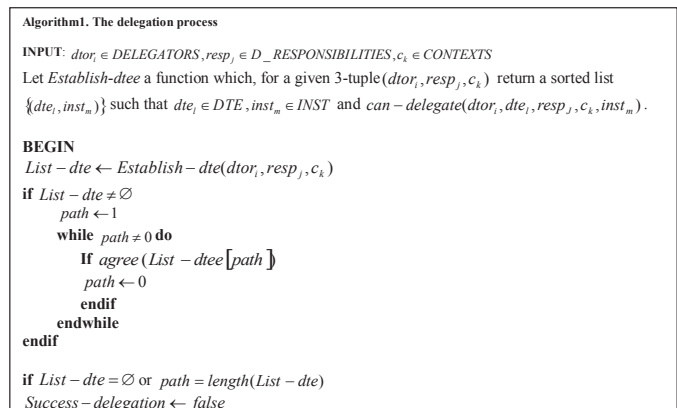 Algorithm1. The delegation process
INPUT: dtor_i ∈ DELEGATORS, resp_j ∈ D_RESPONSIBILITIES, c_k ∈ CONTEXTS
Let Establish-dtee a function which, for a given 3-tuple (dtor_i, resp_j, c_k) return a sorted list
{(dte_l, inst_m)} such that dte_l ∈ DTE, inst_m ∈ INST and can – delegate(dtor_i, dte_l, resp_J, c_k, inst_m).
BEGIN
List – dte ← Establish – dte(dtor_i, resp_j, c_k)
if List – dte ≠ ∅
path ← 1
while path ≠ 0 do
If agree (List – dtee[path])
path ← 0
endif
endwhile
endif
if List – dte = ∅ or path = length(List – dte)
Success – delegation ← false